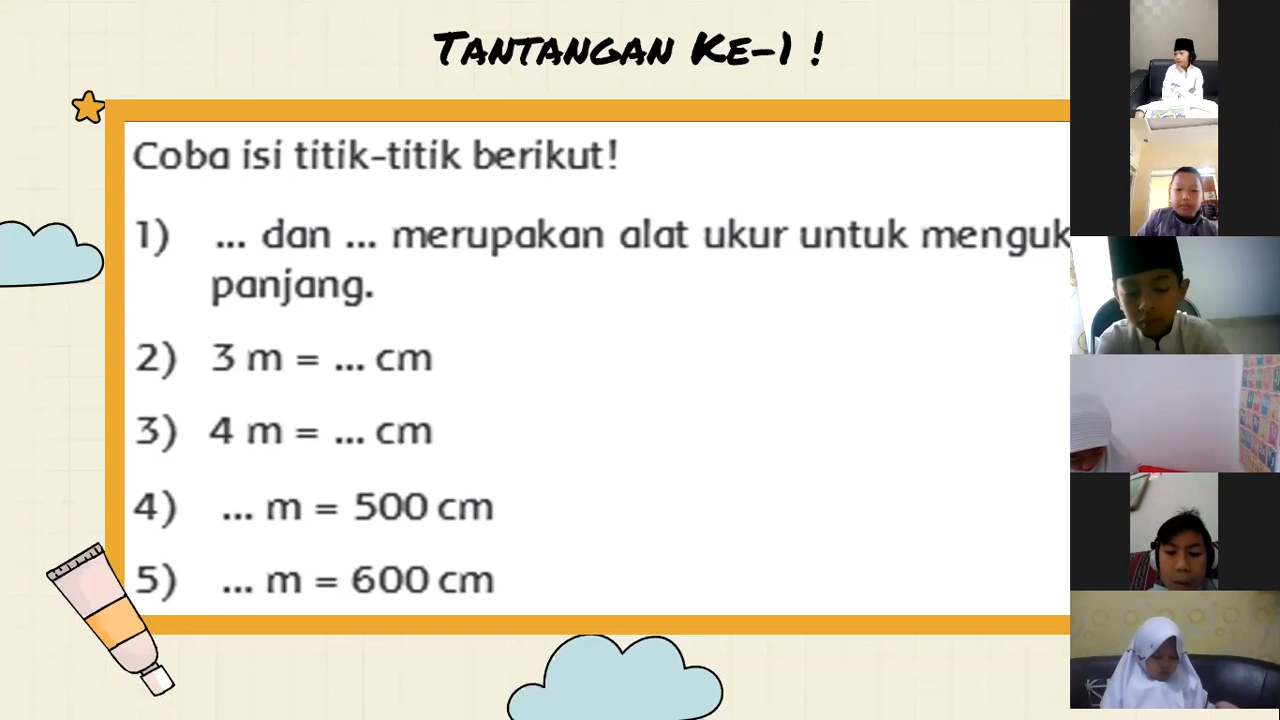 Tantangan Ke-1 !
Coba isi titik-titik berikut!
1) ... dan ... merupakan alat ukur untuk menguk
panjang.
2) 3 m = ... cm
3) 4 m = ... cm
4) ... m = 500 cm
5) ... m = 600 cm